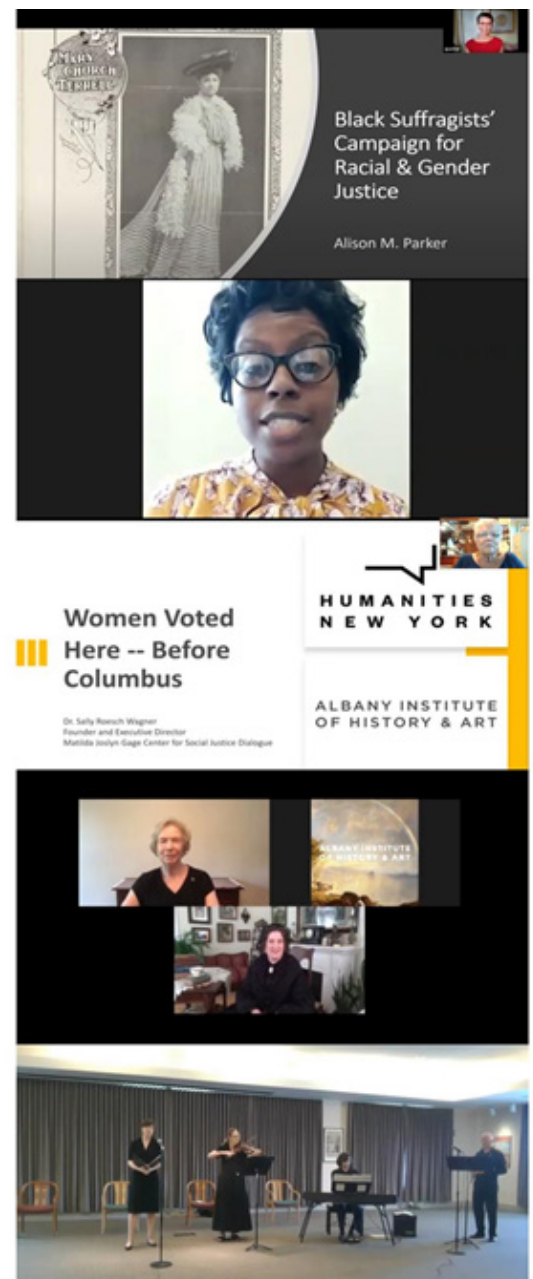 MARY
CHURCH
TERRELL
Black Suffragists'
Campaign for
Racial & Gender
Justice
Alison M. Parker
Women Voted
Here -- Before
Columbus
Dr. Sally Roesch Wagner
Founder and Executive Director
Matilda Joslyn Gage Center for Social Justice Dialogue
HUMANITIES
NEW YORK
ALBANY INSTITUTE
OF HISTORY & ART
ALBANY INSTITUTE
OF HISTORY & ART